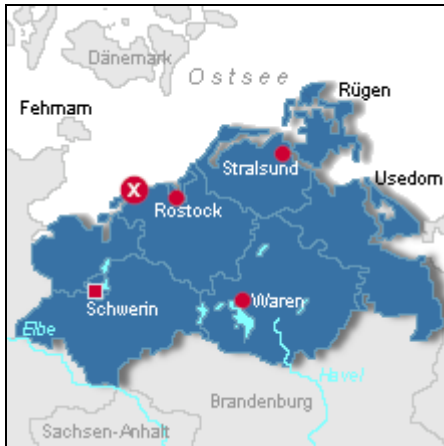 Dänemark
Ostsee
Rügen
Fehmarn
Stralsund
Usedom
X
Rostock
Schwerin
Waren
Elbe
Havel
Brandenburg
Sachsen-Anhalt